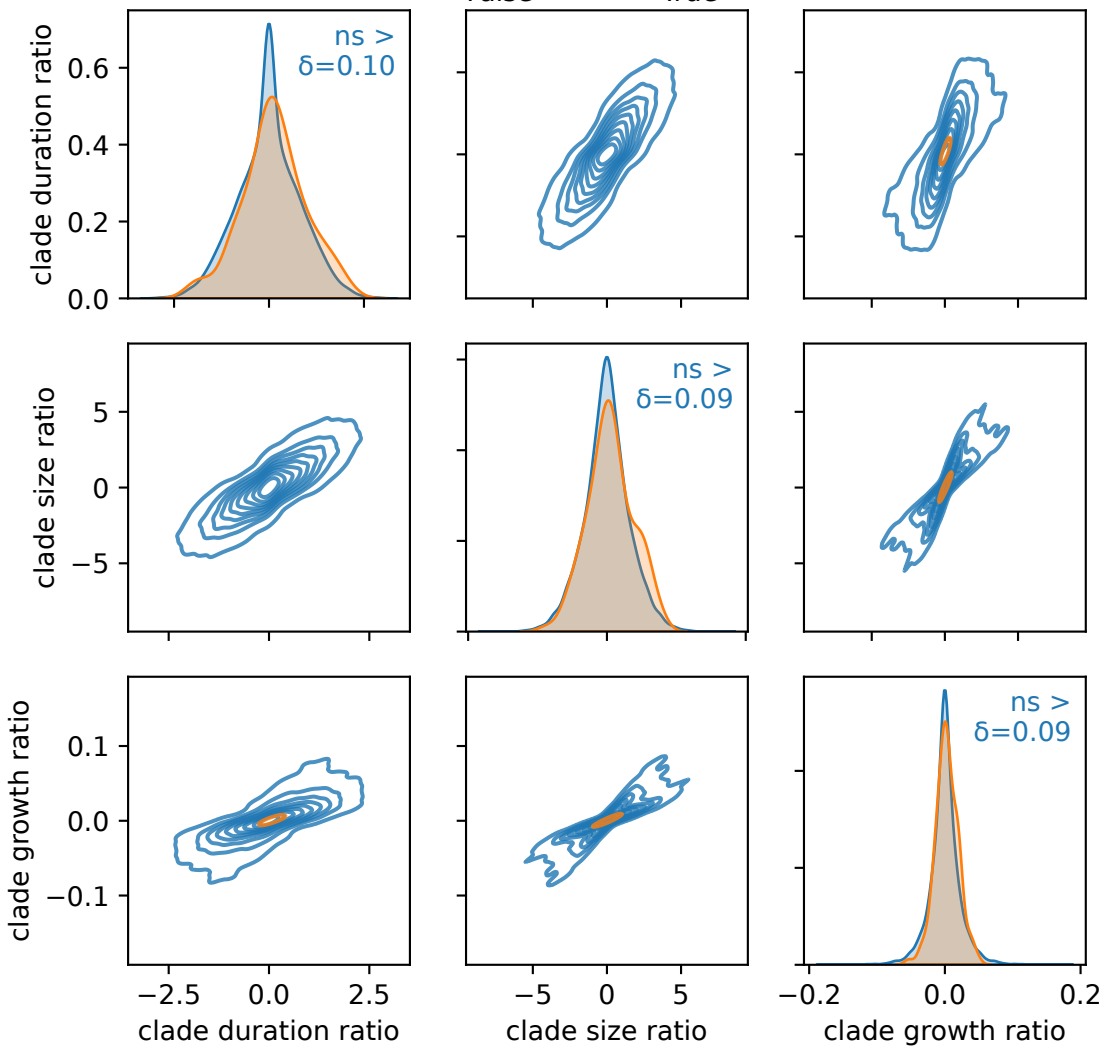 clade duration ratio
0.6
0.4
0.2
0.0
ns >
δ=0.10
clade size ratio
5
0
−5
ns >
δ=0.09
clade growth ratio
0.1
0.0
−0.1
ns >
δ=0.09
−2.5 0.0 2.5
−5 0 5
−0.2 0.0 0.2
clade duration ratio
clade size ratio
clade growth ratio